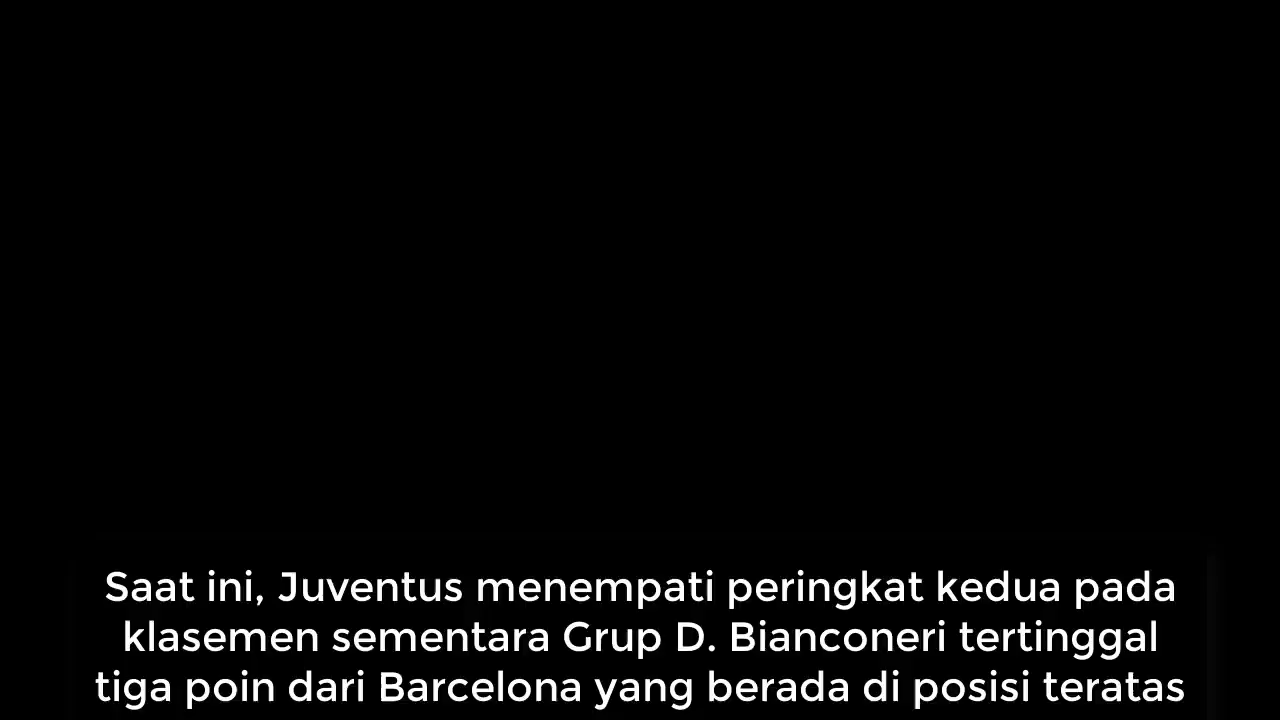 Saat ini, Juventus menempati peringkat kedua pada
klasemen sementara Grup D. Bianconeri tertinggal
tiga poin dari Barcelona yang berada di posisi teratas